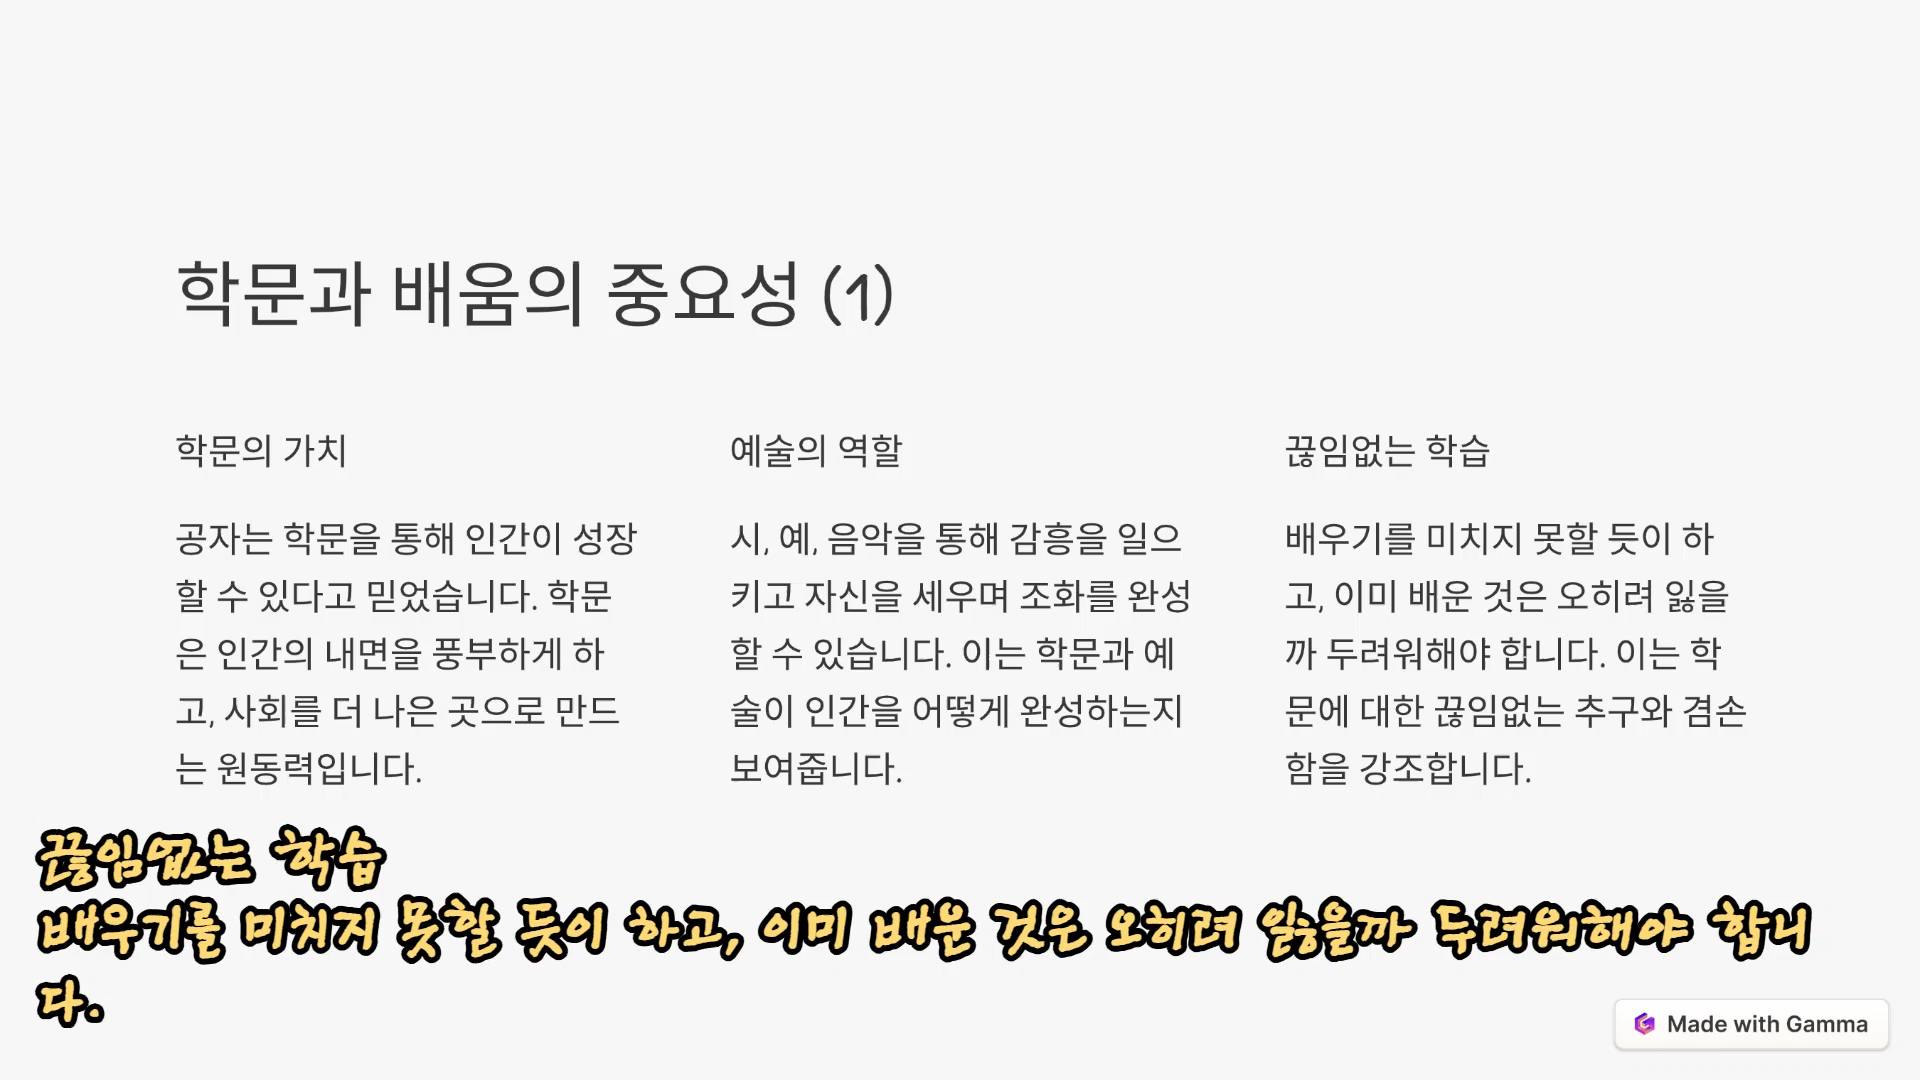 학문과 배움의 중요성 (1)
학문의 가치
공자는 학문을 통해 인간이 성장
할 수 있다고 믿었습니다. 학문
은 인간의 내면을 풍부하게 하
고, 사회를 더 나은 곳으로 만드
는 원동력입니다.
예술의 역할
시, 예, 음악을 통해 감흥을 일으
키고 자신을 세우며 조화를 완성
할 수 있습니다. 이는 학문과 예
술이 인간을 어떻게 완성하는지
보여줍니다.
끊임없는 학습
배우기를 미치지 못할 듯이 하
고, 이미 배운 것은 오히려 잃을
까 두려워해야 합니다. 이는 학
문에 대한 끊임없는 추구와 겸손
함을 강조합니다.
끊임없는 학습
배우기를 미치지 못할 듯이 하고, 이미 배운 것은 오히려 잃을까 두려워해야 합니
다.
Made with Gamma